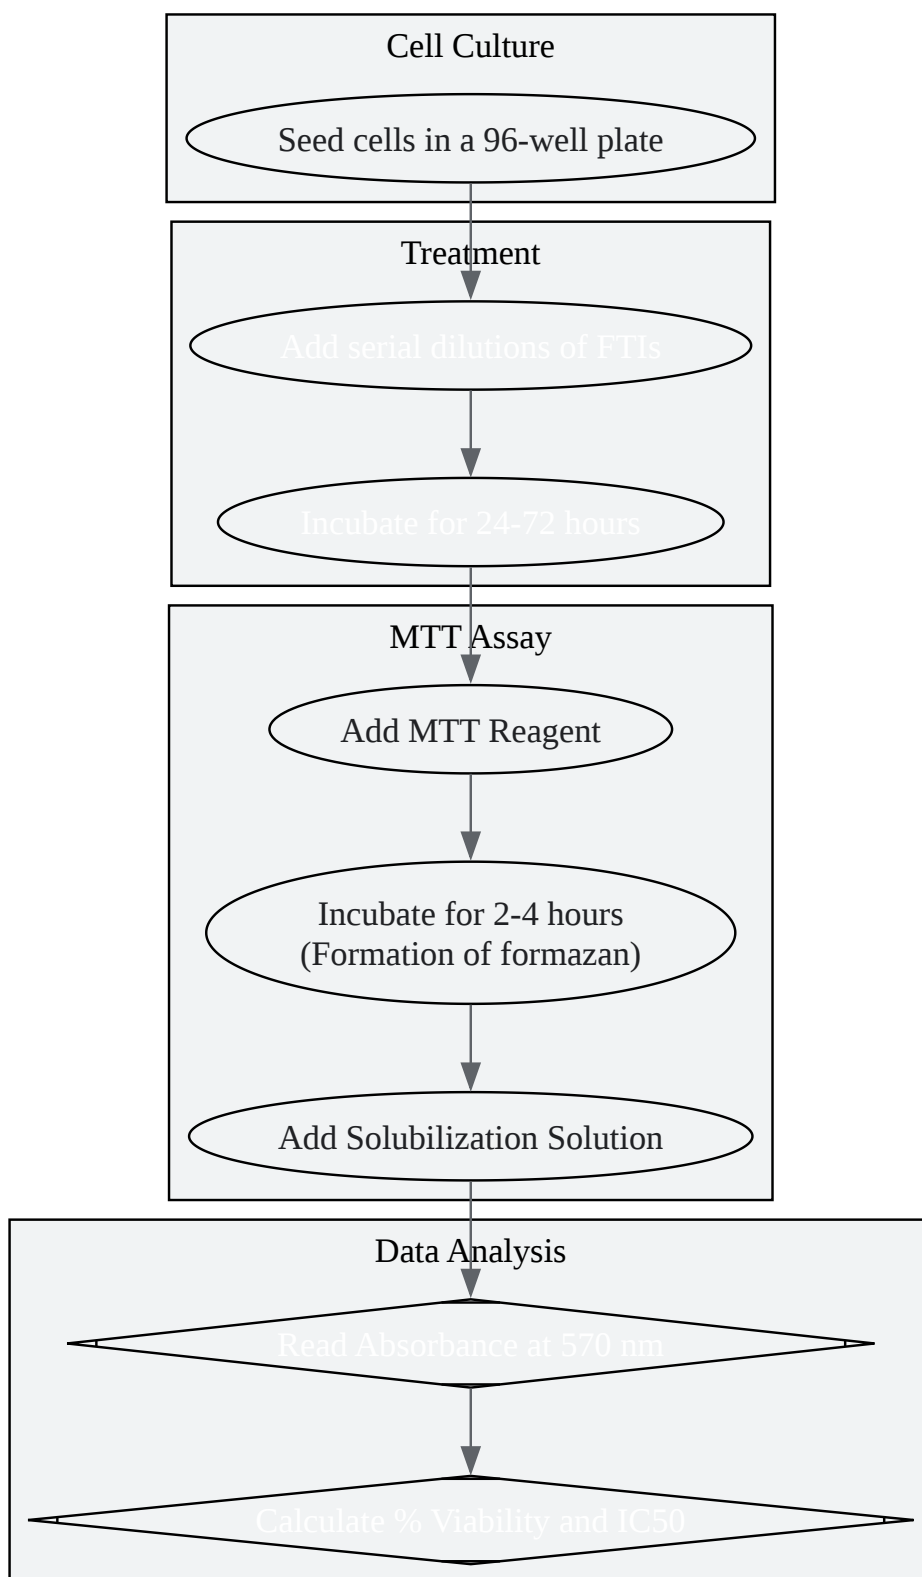 Cell Culture
Seed cells in a 96-well plate
Treatment
Add serial dilutions of FTIs
Incubate for 24-72 hours
MTT Assay
Add MTT Reagent
Incubate for 2-4 hours
(Formation of formazan)
Add Solubilization Solution
Data Analysis
Read Absorbance at 570 nm
Calculate % Viability and IC50